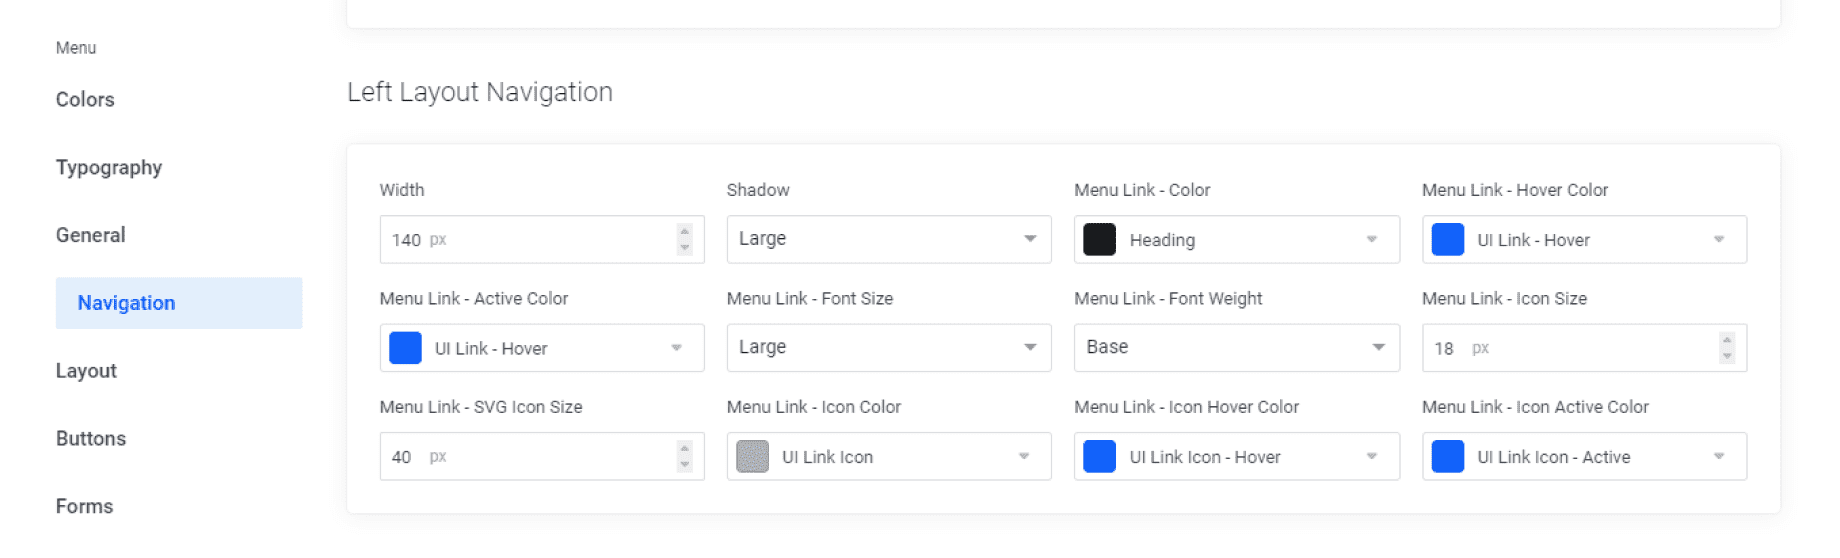 Menu
Colors
Typography
General
Navigation
Layout
Buttons
Forms
Left Layout Navigation
Width
140 px
Shadow
Large
Menu Link - Color
Heading
Menu Link - Hover Color
UI Link - Hover
Menu Link - Active Color
UI Link - Hover
Menu Link - Font Size
Large
Menu Link - Font Weight
Base
Menu Link - Icon Size
18 px
Menu Link - SVG Icon Size
40 px
Menu Link - Icon Color
UI Link Icon
Menu Link - Icon Hover Color
UI Link Icon - Hover
Menu Link - Icon Active Color
UI Link Icon - Active